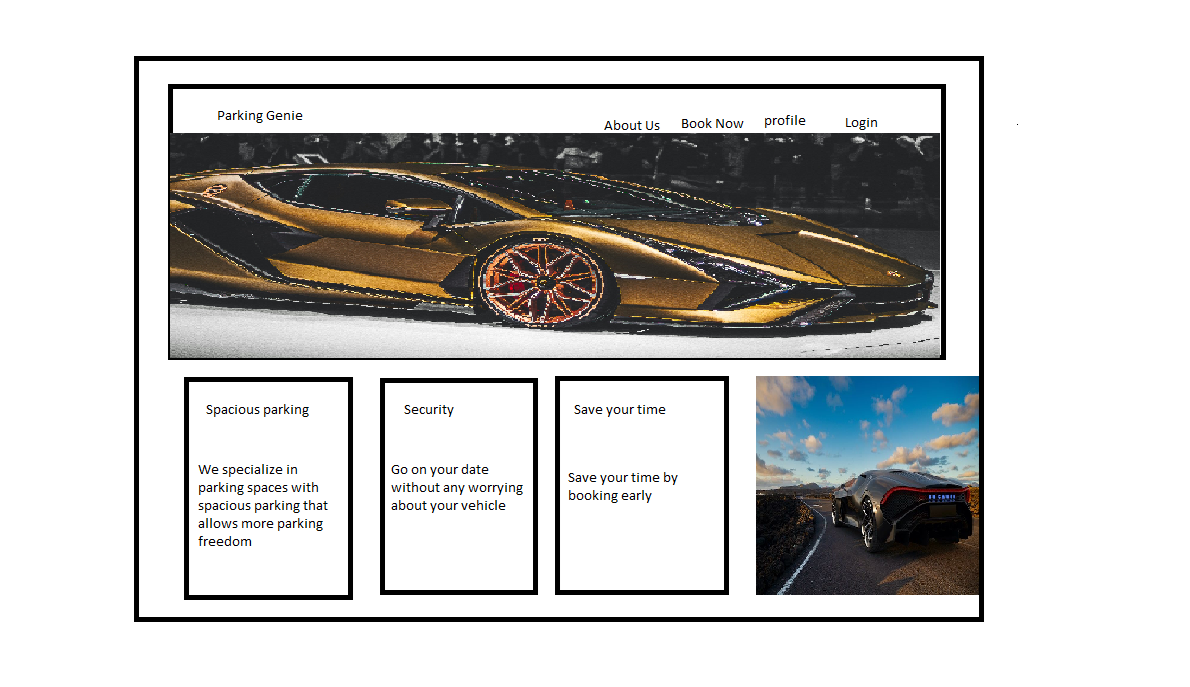 Parking Genie
About Us Book Now profile Login
Spacious parking
We specialize in
parking spaces with
spacious parking that
allows more parking
freedom
Security
Go on your date
without any worrying
about your vehicle
Save your time
Save your time by
booking early